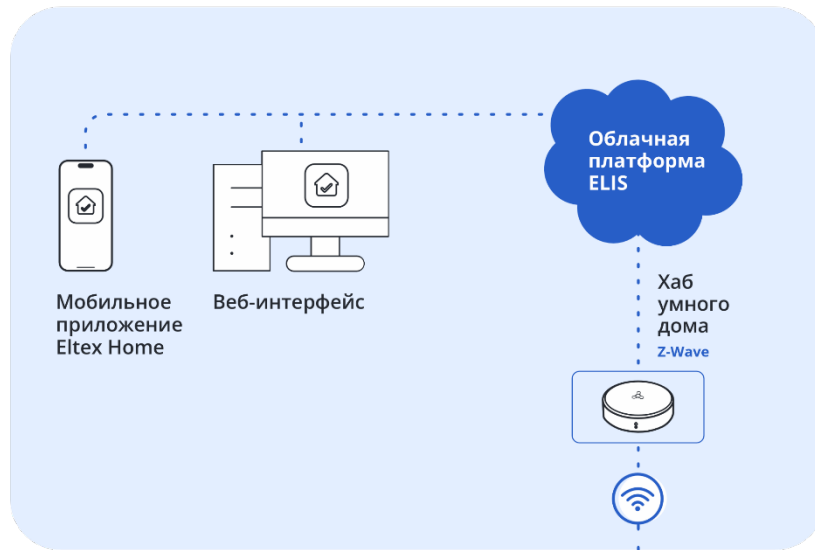 Облачная
платформа
ELIS
Мобильное
приложение
Eltex Home
Веб-интерфейс
Хаб
умного
дома
Z-Wave